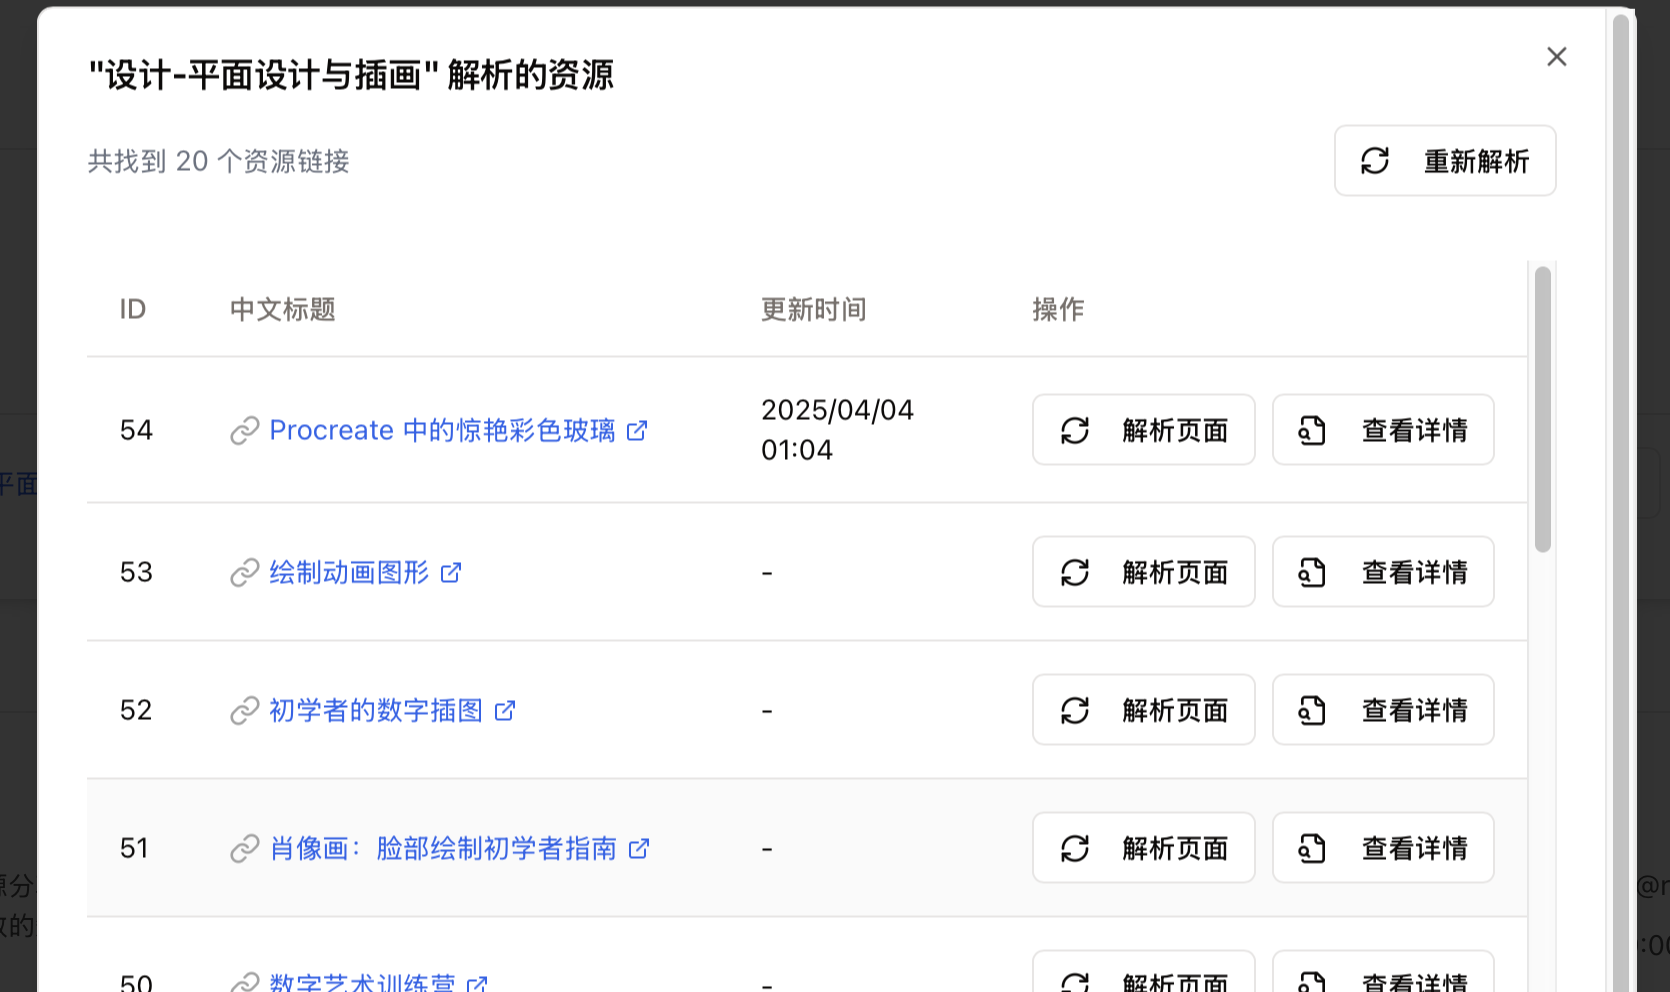 "设计-平面设计与插画" 解析的资源
共找到 20 个资源链接
重新解析
ID 中文标题 更新时间 操作
54 Procreate 中的惊艳彩色玻璃 2025/04/04 01:04 解析页面 查看详情
53 绘制动画图形 - 解析页面 查看详情
平面
52 初学者的数字插图 - 解析页面 查看详情
51 肖像画：脸部绘制初学者指南 - 解析页面 查看详情
源分
的
:00
50 数字艺术训练营 - 解析页面 查看详情